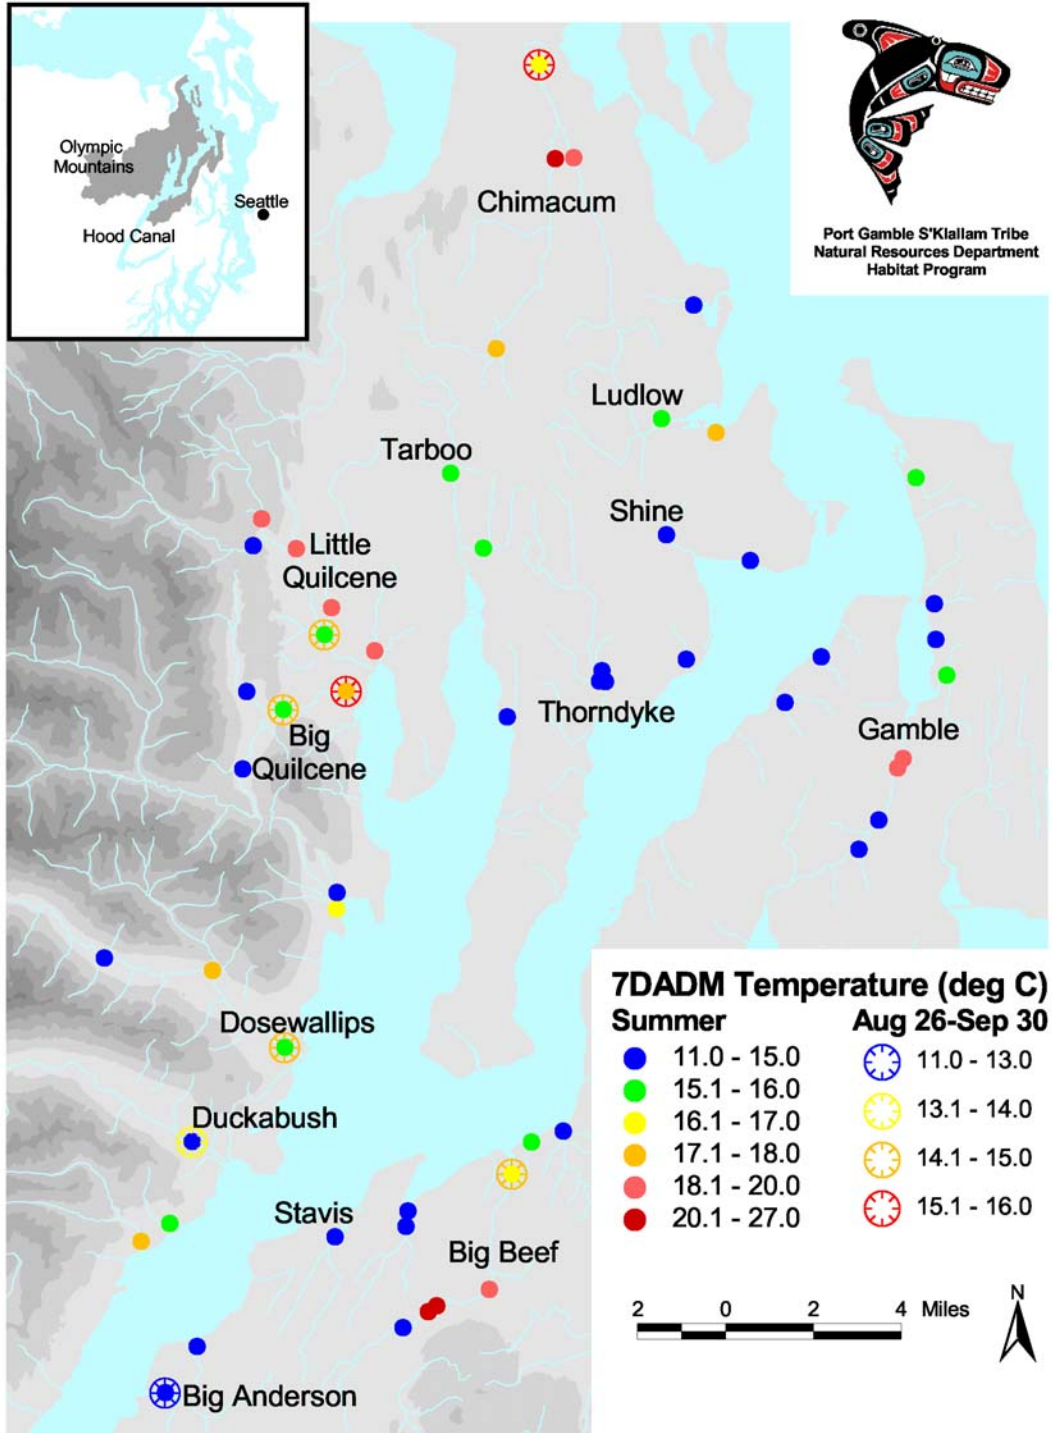 Olympic
Mountains
Seattle
Hood Canal
Port Gamble S'Klallam Tribe
Natural Resources Department
Habitat Program
Chimacum
Ludlow
Tarboo
Shine
Little
Quilcene
Thorndyke
Gamble
Big
Quilcene
Dosewallips
Duckabush
Stavis
Big Beef
Big Anderson
7DADM Temperature (deg C)
Summer
Aug 26-Sep 30
11.0 - 15.0
11.0 - 13.0
15.1 - 16.0
13.1 - 14.0
16.1 - 17.0
14.1 - 15.0
17.1 - 18.0
15.1 - 16.0
18.1 - 20.0
20.1 - 27.0
2 0 2 4 Miles
N